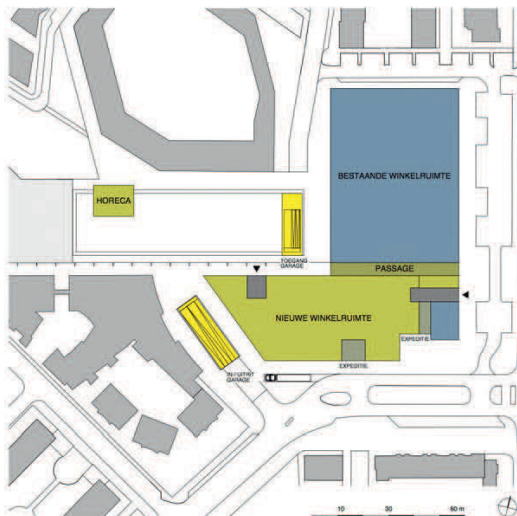 BESTAANDE WINKELRUIMTE
HORECA
TOEGANG
GARAGE
PASSAGE
NIEUWE WINKELRUIMTE
EXPEDITIE
EXPEDITIE
IN-/UITRIT
GARAGE
10 30 60 m